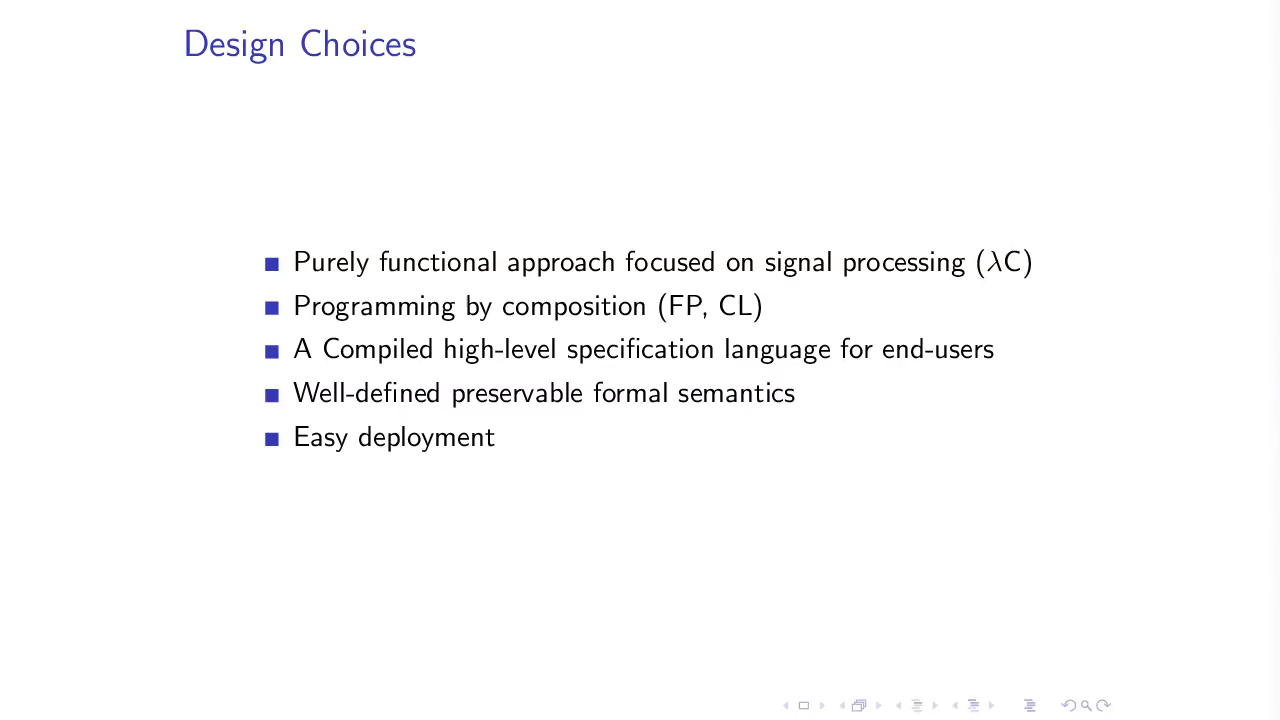 Design Choices
Purely functional approach focused on signal processing (λC)
Programming by composition (FP, CL)
A Compiled high-level specification language for end-users
Well-defined preservable formal semantics
Easy deployment